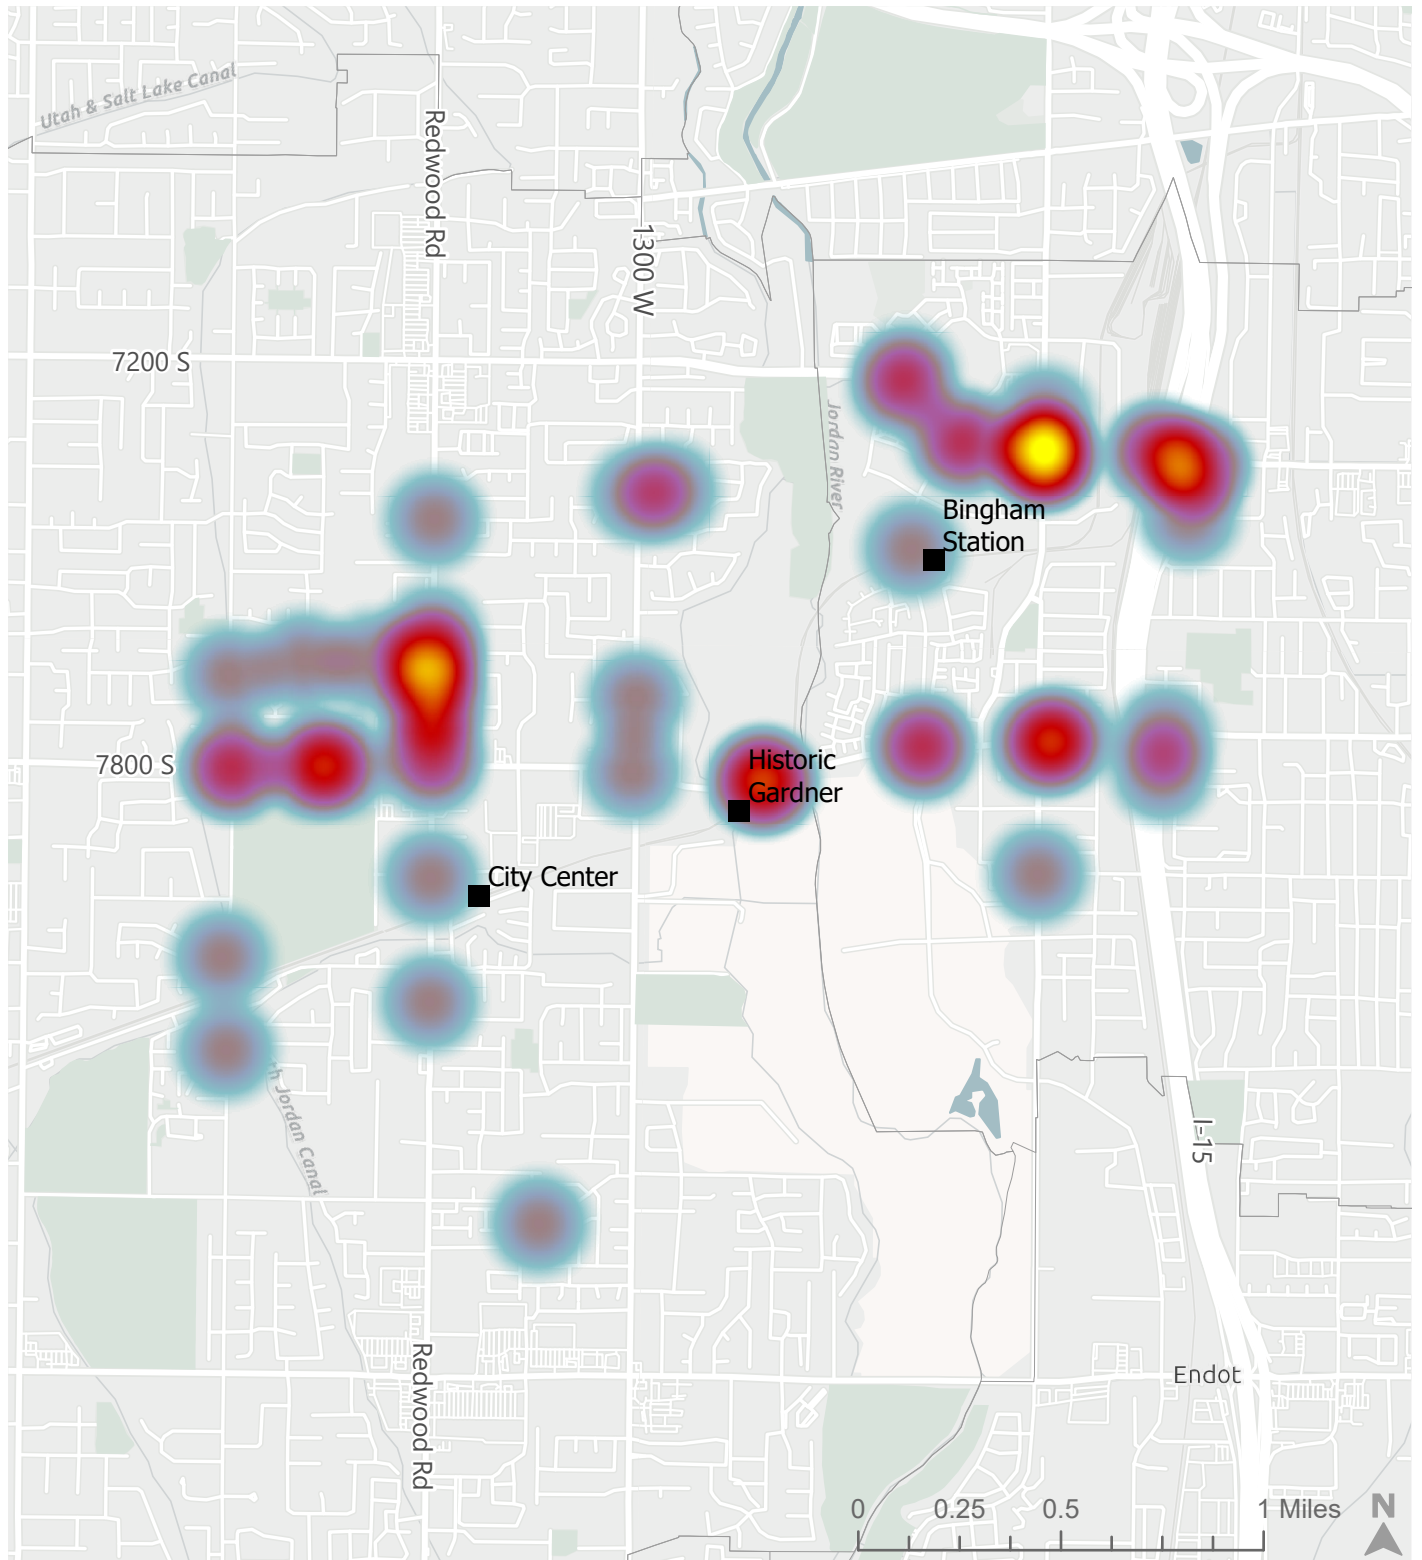 Utah & Salt Lake Canal
Redwood Rd
1300 W
7200 S
Jordan River
Bingham
Station
Historic
Gardner
7800 S
City Center
th Jordan Canal
I-15
Redwood Rd
Endot
0 0.25 0.5 1 Miles
N